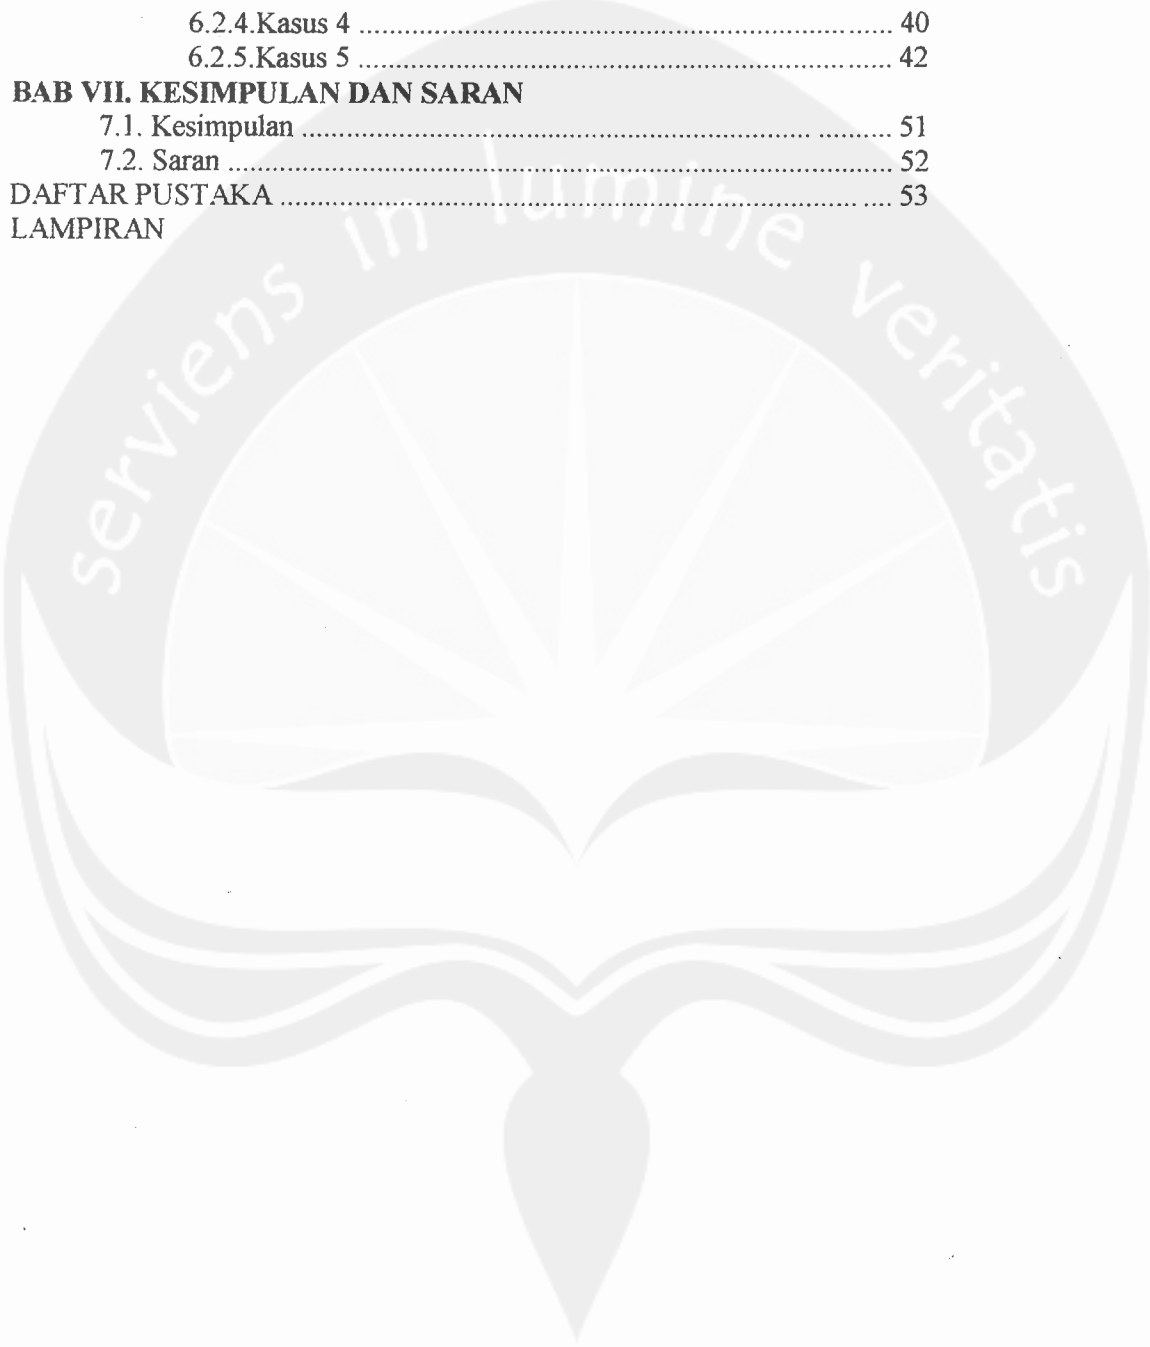 6.2.4.Kasus 4 ........................................................................................ 40
6.2.5.Kasus 5 ........................................................................................ 42
BAB VII. KESIMPULAN DAN SARAN
7.1. Kesimpulan .................................................................................... ............ 51
7.2. Saran ............................................................................................................. 52
DAFTAR PUSTAKA ............................................................................................... ..... 53
LAMPIRAN
serviens in lumine veritatis